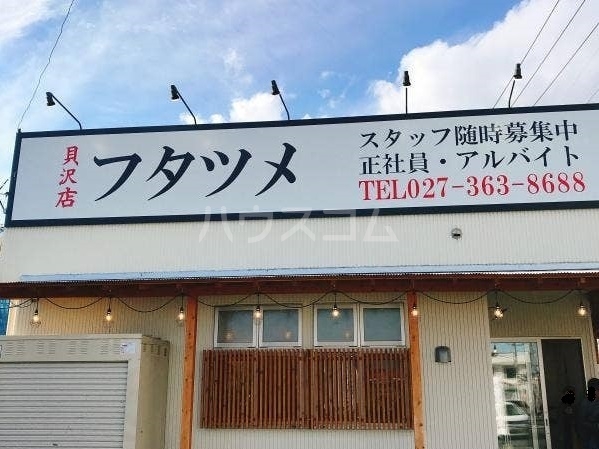 貝沢店
フタツメ
スタッフ随時募集中
正社員・アルバイト
TEL027-363-8688
ハウスコム